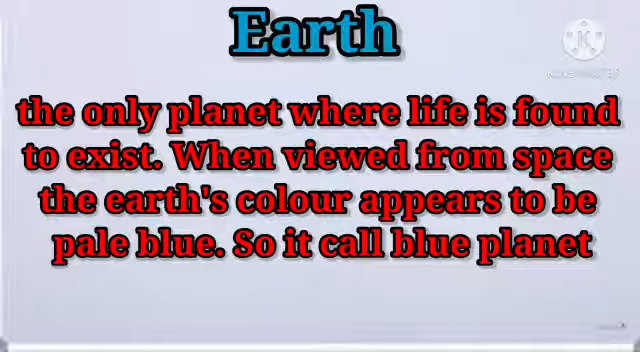 Earth
the only planet where life is found
to exist. When viewed from space
the earth's colour appears to be
pale blue. So it call blue planet